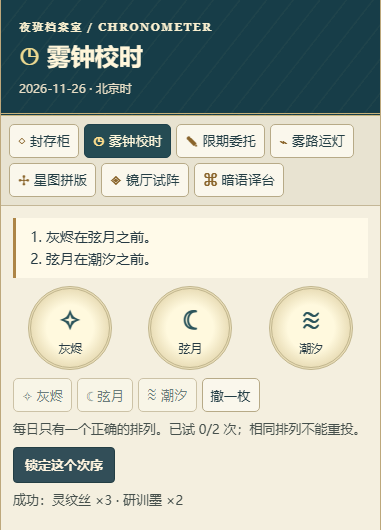 夜班档案室 / CHRONOMETER
雾钟校时
2026-11-26 · 北京时
封存柜
雾钟校时
限期委托
雾路运灯
星图拼版
镜厅试阵
暗语译台
1. 灰烬在弦月之前。
2. 弦月在潮汐之前。
灰烬
弦月
潮汐
灰烬
弦月
潮汐
撤一枚
每日只有一个正确的排列。已试 0/2 次；相同排列不能重投。
锁定这个次序
成功：灵纹丝 ×3 · 研训墨 ×2